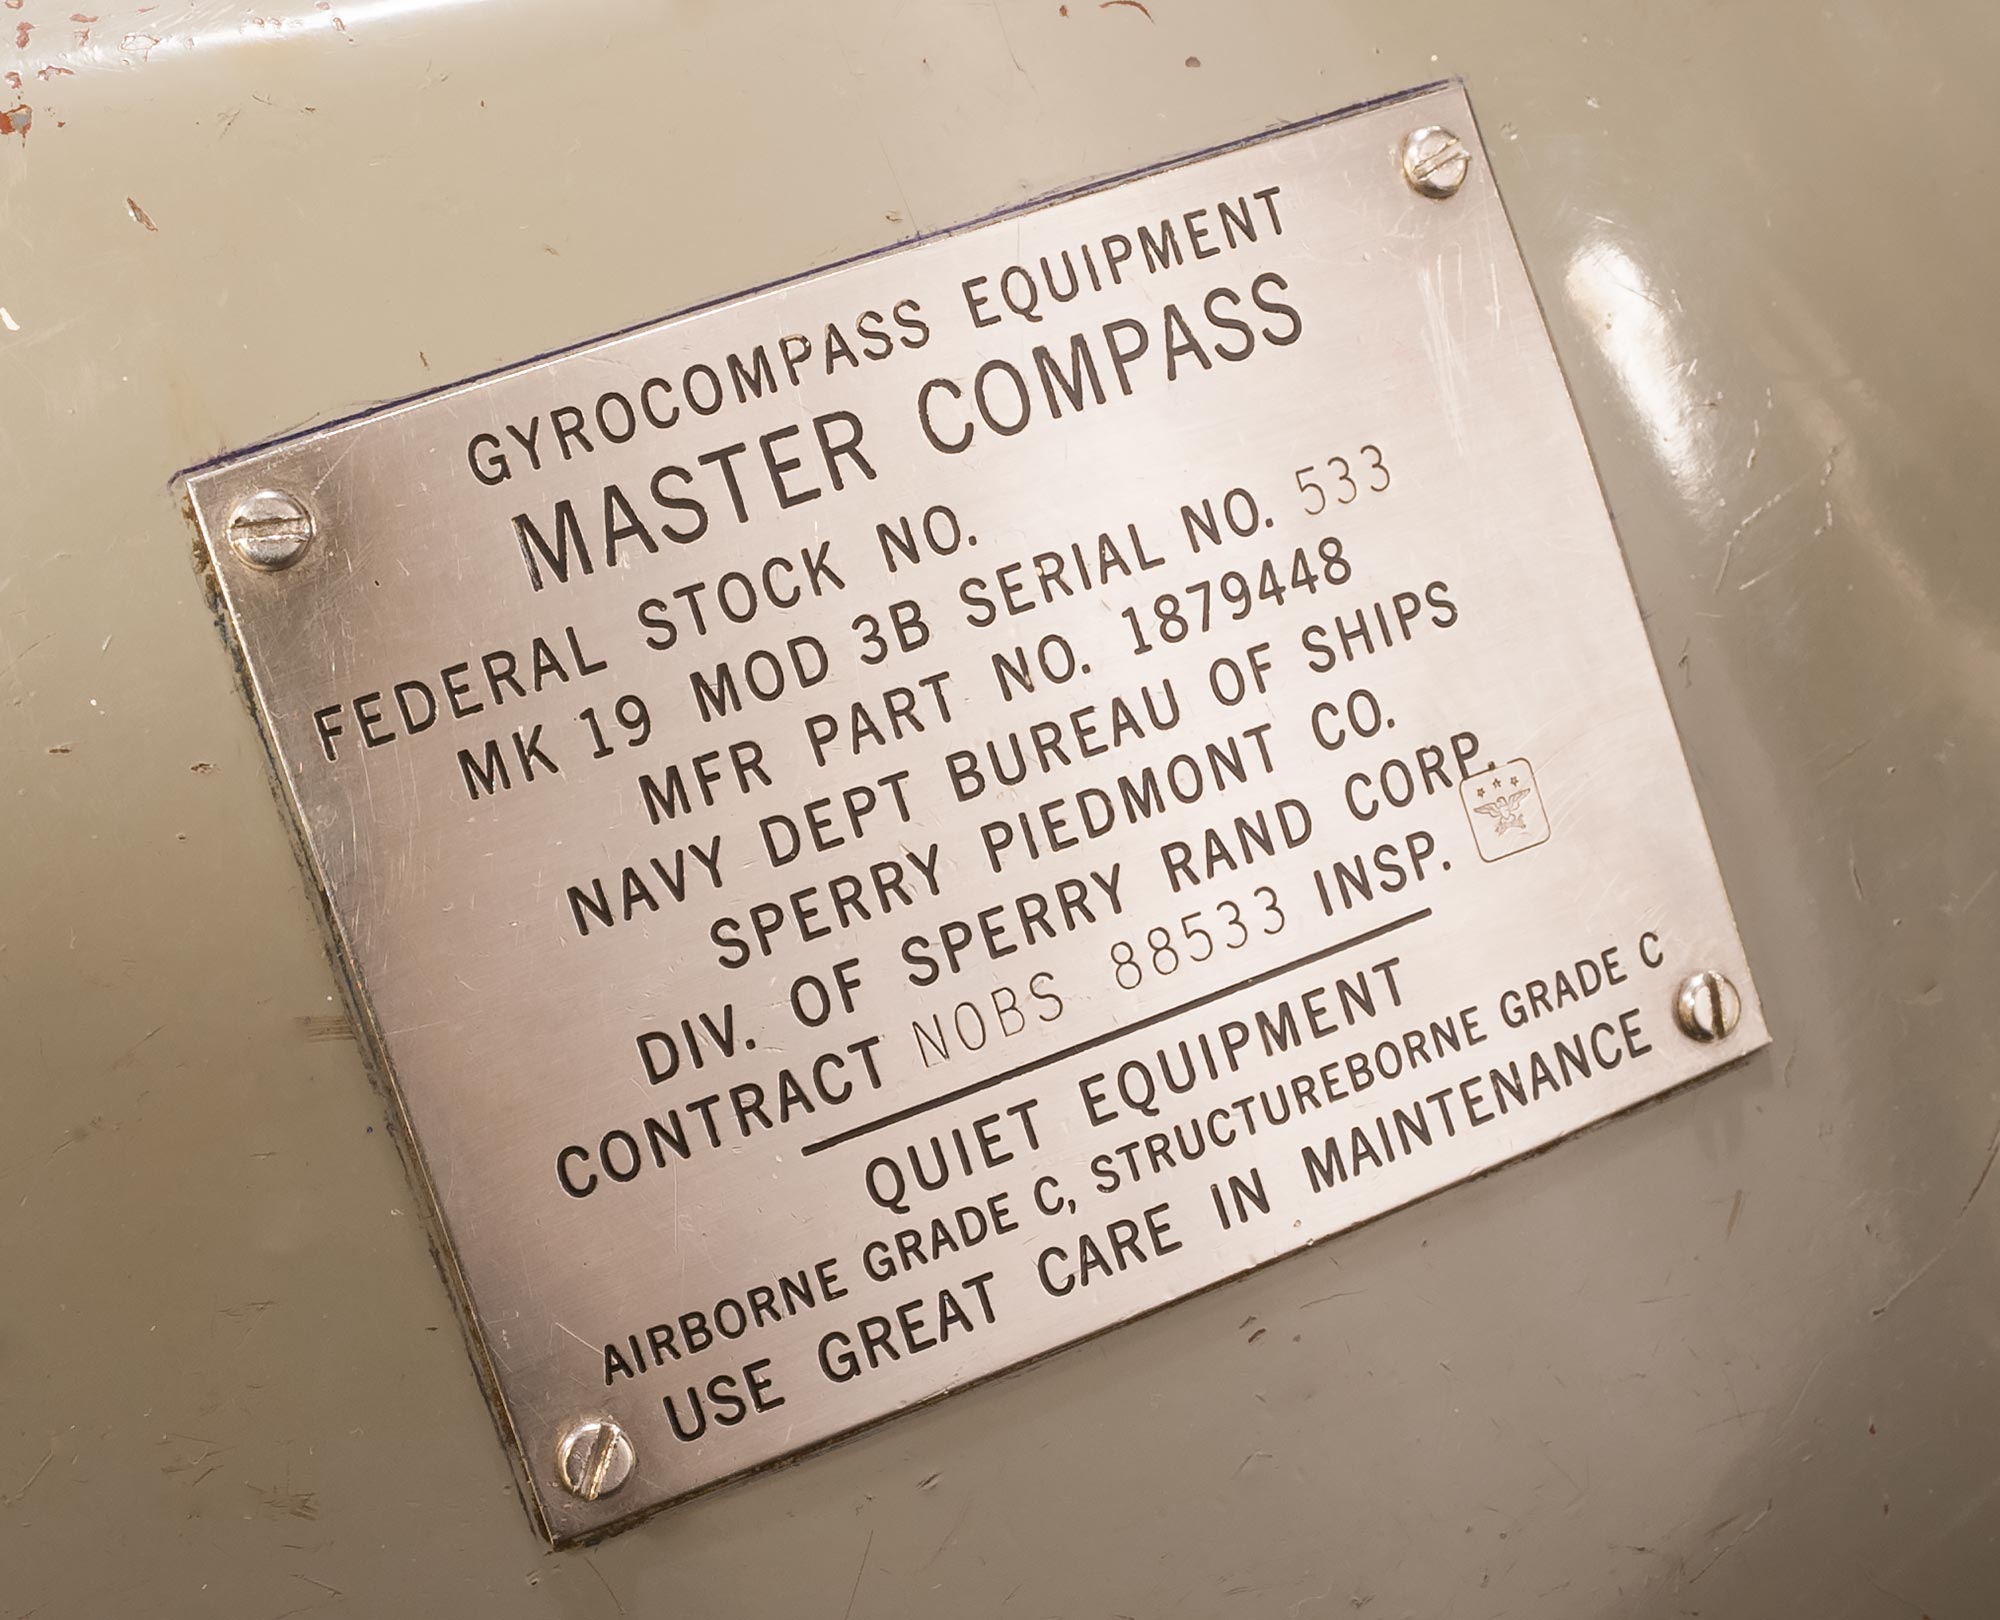 GYROCOMPASS EQUIPMENT
MASTER COMPASS
FEDERAL STOCK NO.
MK 19 MOD 3B SERIAL NO. 533
MFR PART NO. 1879448
NAVY DEPT BUREAU OF SHIPS
SPERRY PIEDMONT CO.
DIV. OF SPERRY RAND CORP.
CONTRACT NOBS 88533 INSP.
QUIET EQUIPMENT
AIRBORNE GRADE C, STRUCTUREBORNE GRADE C
USE GREAT CARE IN MAINTENANCE